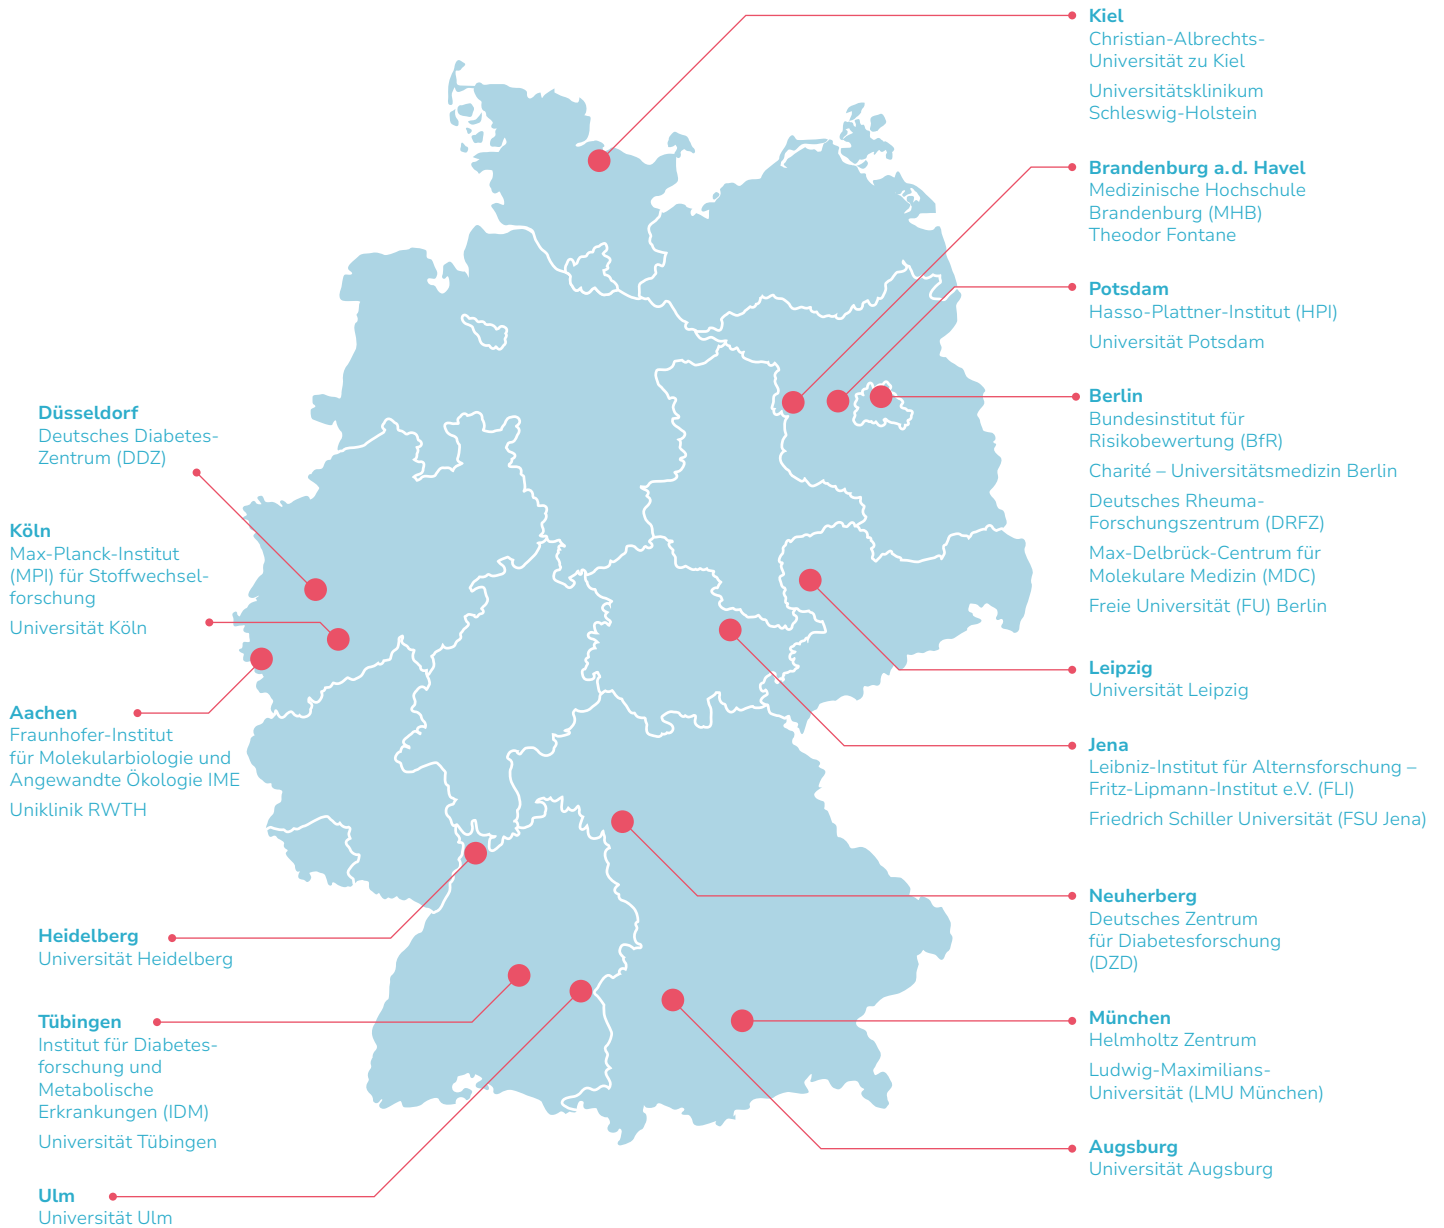 Kiel
Christian-Albrechts-
Universität zu Kiel
Universitätsklinikum
Schleswig-Holstein
Brandenburg a.d. Havel
Medizinische Hochschule
Brandenburg (MHB)
Theodor Fontane
Potsdam
Hasso-Plattner-Institut (HPI)
Universität Potsdam
Berlin
Bundesinstitut für
Risikobewertung (BfR)
Charité – Universitätsmedizin Berlin
Deutsches Rheuma-
Forschungszentrum (DRFZ)
Max-Delbrück-Centrum für
Molekulare Medizin (MDC)
Freie Universität (FU) Berlin
Leipzig
Universität Leipzig
Jena
Leibniz-Institut für Alternsforschung –
Fritz-Lipmann-Institut e.V. (FLI)
Friedrich Schiller Universität (FSU Jena)
Neuherberg
Deutsches Zentrum
für Diabetesforschung
(DZD)
München
Helmholtz Zentrum
Ludwig-Maximilians-
Universität (LMU München)
Augsburg
Universität Augsburg
Düsseldorf
Deutsches Diabetes-
Zentrum (DDZ)
Köln
Max-Planck-Institut
(MPI) für Stoffwechsel-
forschung
Universität Köln
Aachen
Fraunhofer-Institut
für Molekularbiologie und
Angewandte Ökologie IME
Uniklinik RWTH
Heidelberg
Universität Heidelberg
Tübingen
Institut für Diabetes-
forschung und
Metabolische
Erkrankungen (IDM)
Universität Tübingen
Ulm
Universität Ulm